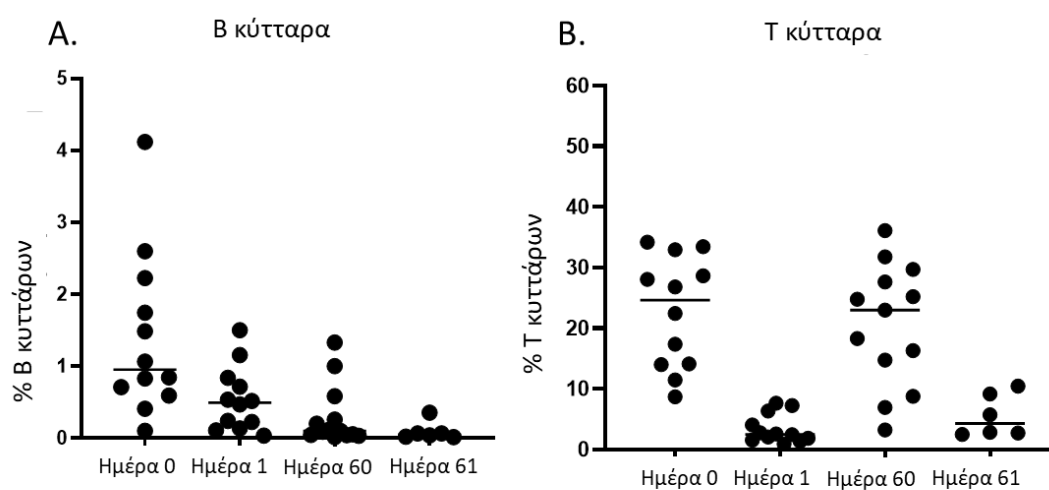 A.
Β κύτταρα
% Β κυττάρων
5
4
3
2
1
0
Ημέρα 0
Ημέρα 1
Ημέρα 60
Ημέρα 61
B.
Τ κύτταρα
% Τ κυττάρων
60
50
40
30
20
10
0
Ημέρα 0
Ημέρα 1
Ημέρα 60
Ημέρα 61